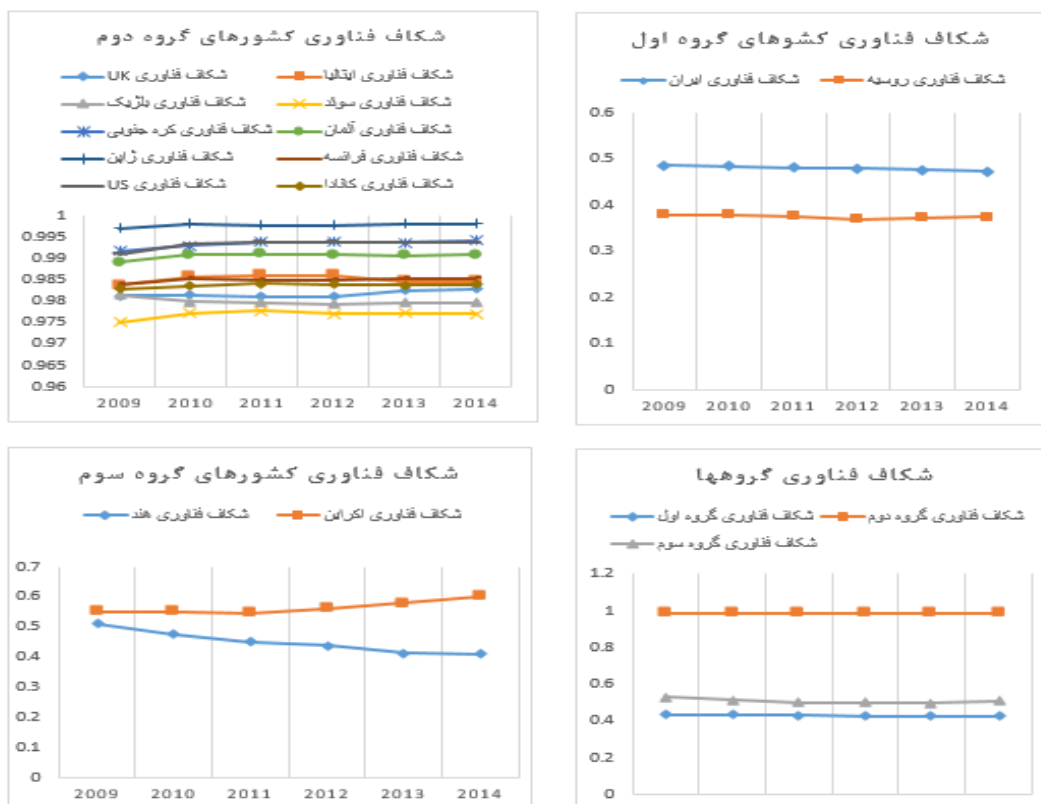 شکاف فناوری کشورهای گروه دوم
شکاف فناوری UK شکاف فناوری ایتالیا
شکاف فناوری بلژیک شکاف فناوری سوئد
شکاف فناوری کره جنوبی شکاف فناوری آلمان
شکاف فناوری ژاپن شکاف فناوری فرانسه
شکاف فناوری US شکاف فناوری کانادا
1
0.995
0.99
0.985
0.98
0.975
0.97
0.965
0.96
2009 2010 2011 2012 2013 2014
شکاف فناوری کشوهای گروه اول
شکاف فناوری ایران شکاف فناوری روسیه
0.6
0.5
0.4
0.3
0.2
0.1
0
2009 2010 2011 2012 2013 2014
شکاف فناوری کشورهای گروه سوم
شکاف فناوری هند شکاف فناوری اکراین
0.7
0.6
0.5
0.4
0.3
0.2
0.1
0
2009 2010 2011 2012 2013 2014
شکاف فناوری گروهها
شکاف فناوری گروه اول شکاف فناوری گروه دوم
شکاف فناوری گروه سوم
1.2
1
0.8
0.6
0.4
0.2
0